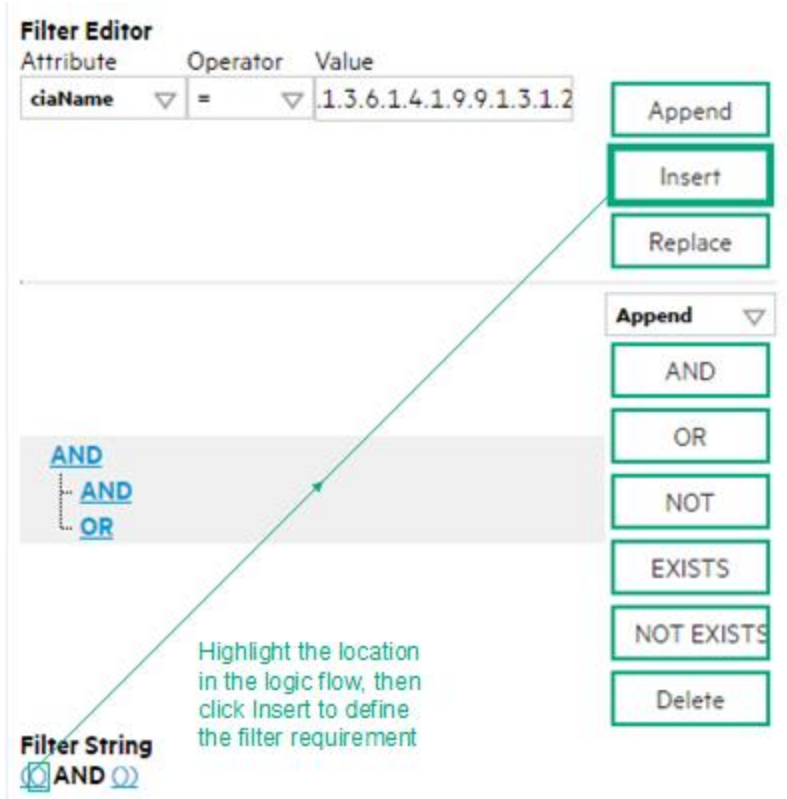 Filter Editor
Attribute Operator Value
ciaName = .1.3.6.1.4.1.9.9.1.3.1.2
Append
Insert
Replace
Append
AND
OR
NOT
EXISTS
NOT EXISTS
Delete
AND
AND
OR
Highlight the location
in the logic flow, then
click Insert to define
the filter requirement
Filter String
(() AND ())